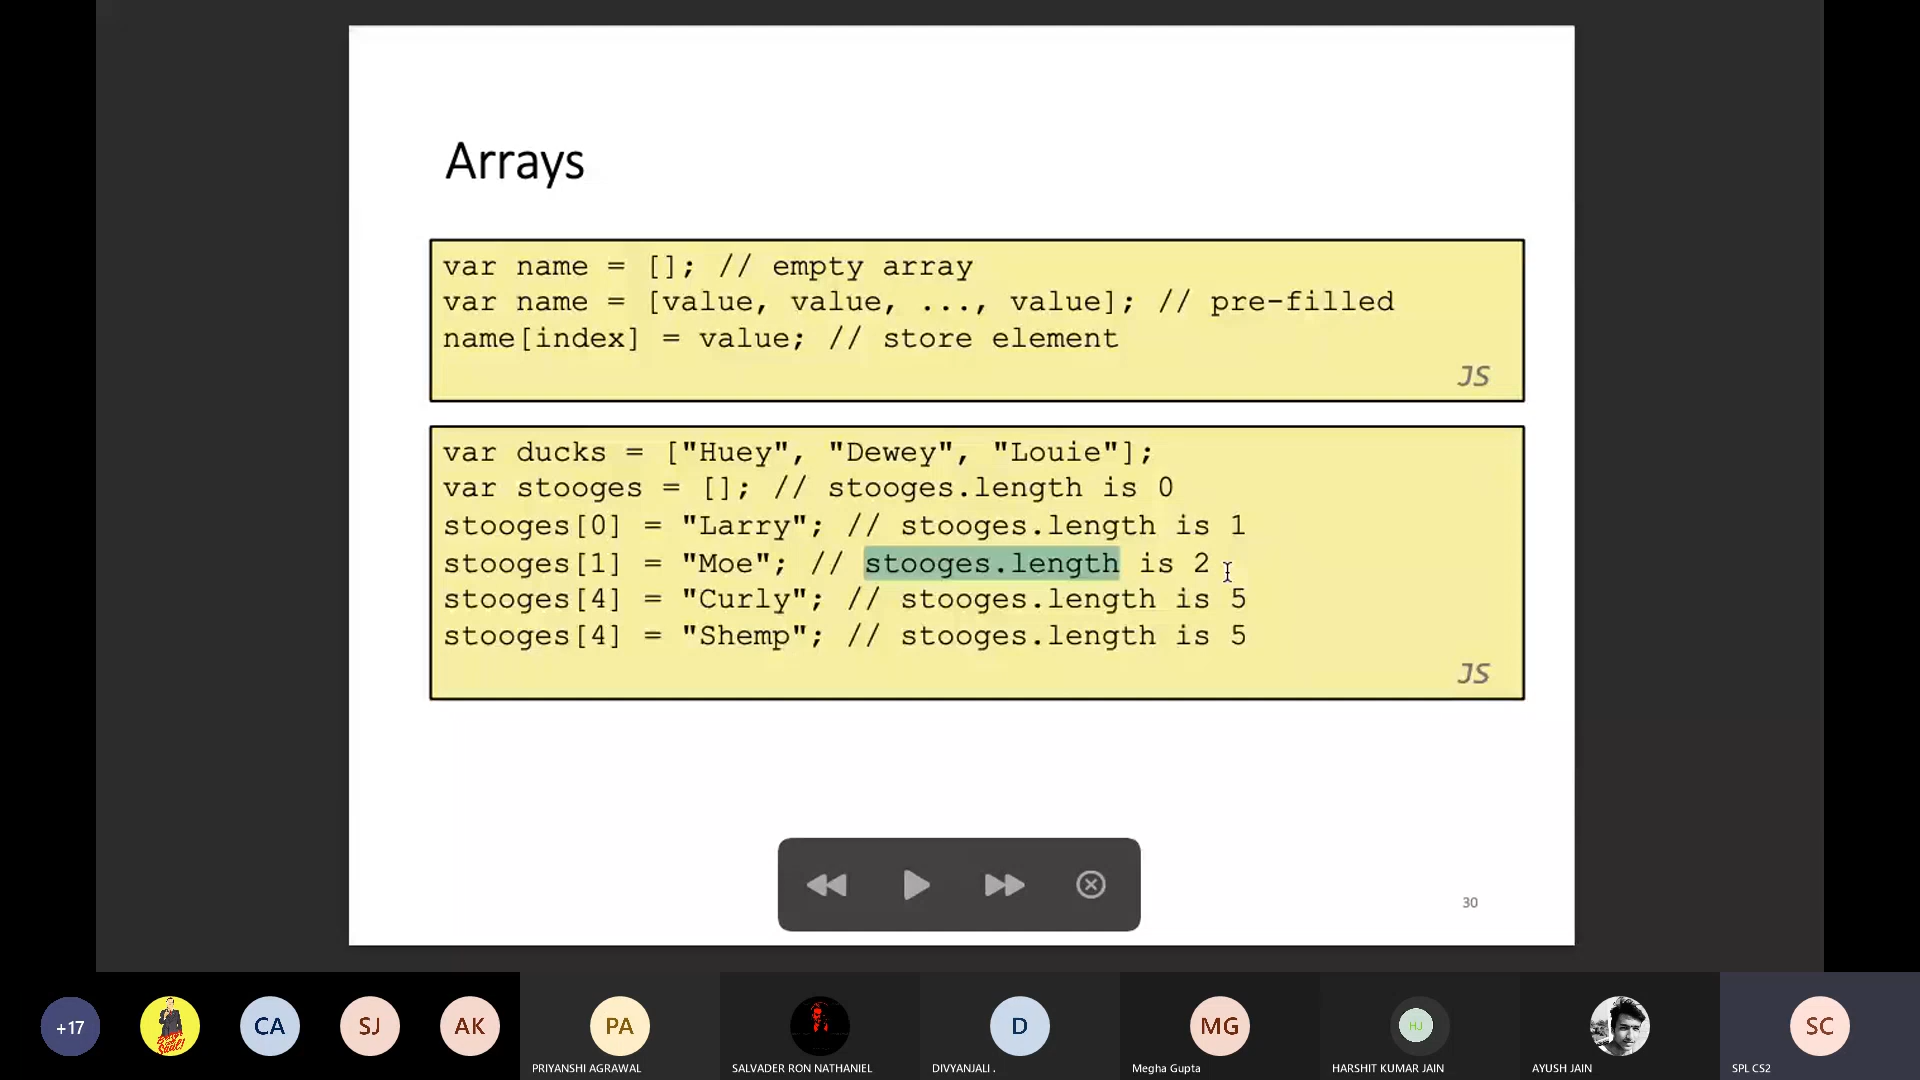 Arrays
var name = []; // empty array
var name = [value, value, ..., value]; // pre-filled
name[index] = value; // store element
JS
var ducks = ["Huey", "Dewey", "Louie"];
var stooges = []; // stooges.length is 0
stooges[0] = "Larry"; // stooges.length is 1
stooges[1] = "Moe"; // stooges.length is 2
stooges[4] = "Curly"; // stooges.length is 5
stooges[4] = "Shemp"; // stooges.length is 5
JS
30
+17
CA
SJ
AK
PA
D
MG
HJ
SC
PRIYANSHI AGRAWAL
SALVADER RON NATHANIEL
DIVYANJALI .
Megha Gupta
HARSHIT KUMAR JAIN
AYUSH JAIN
SPL CS2